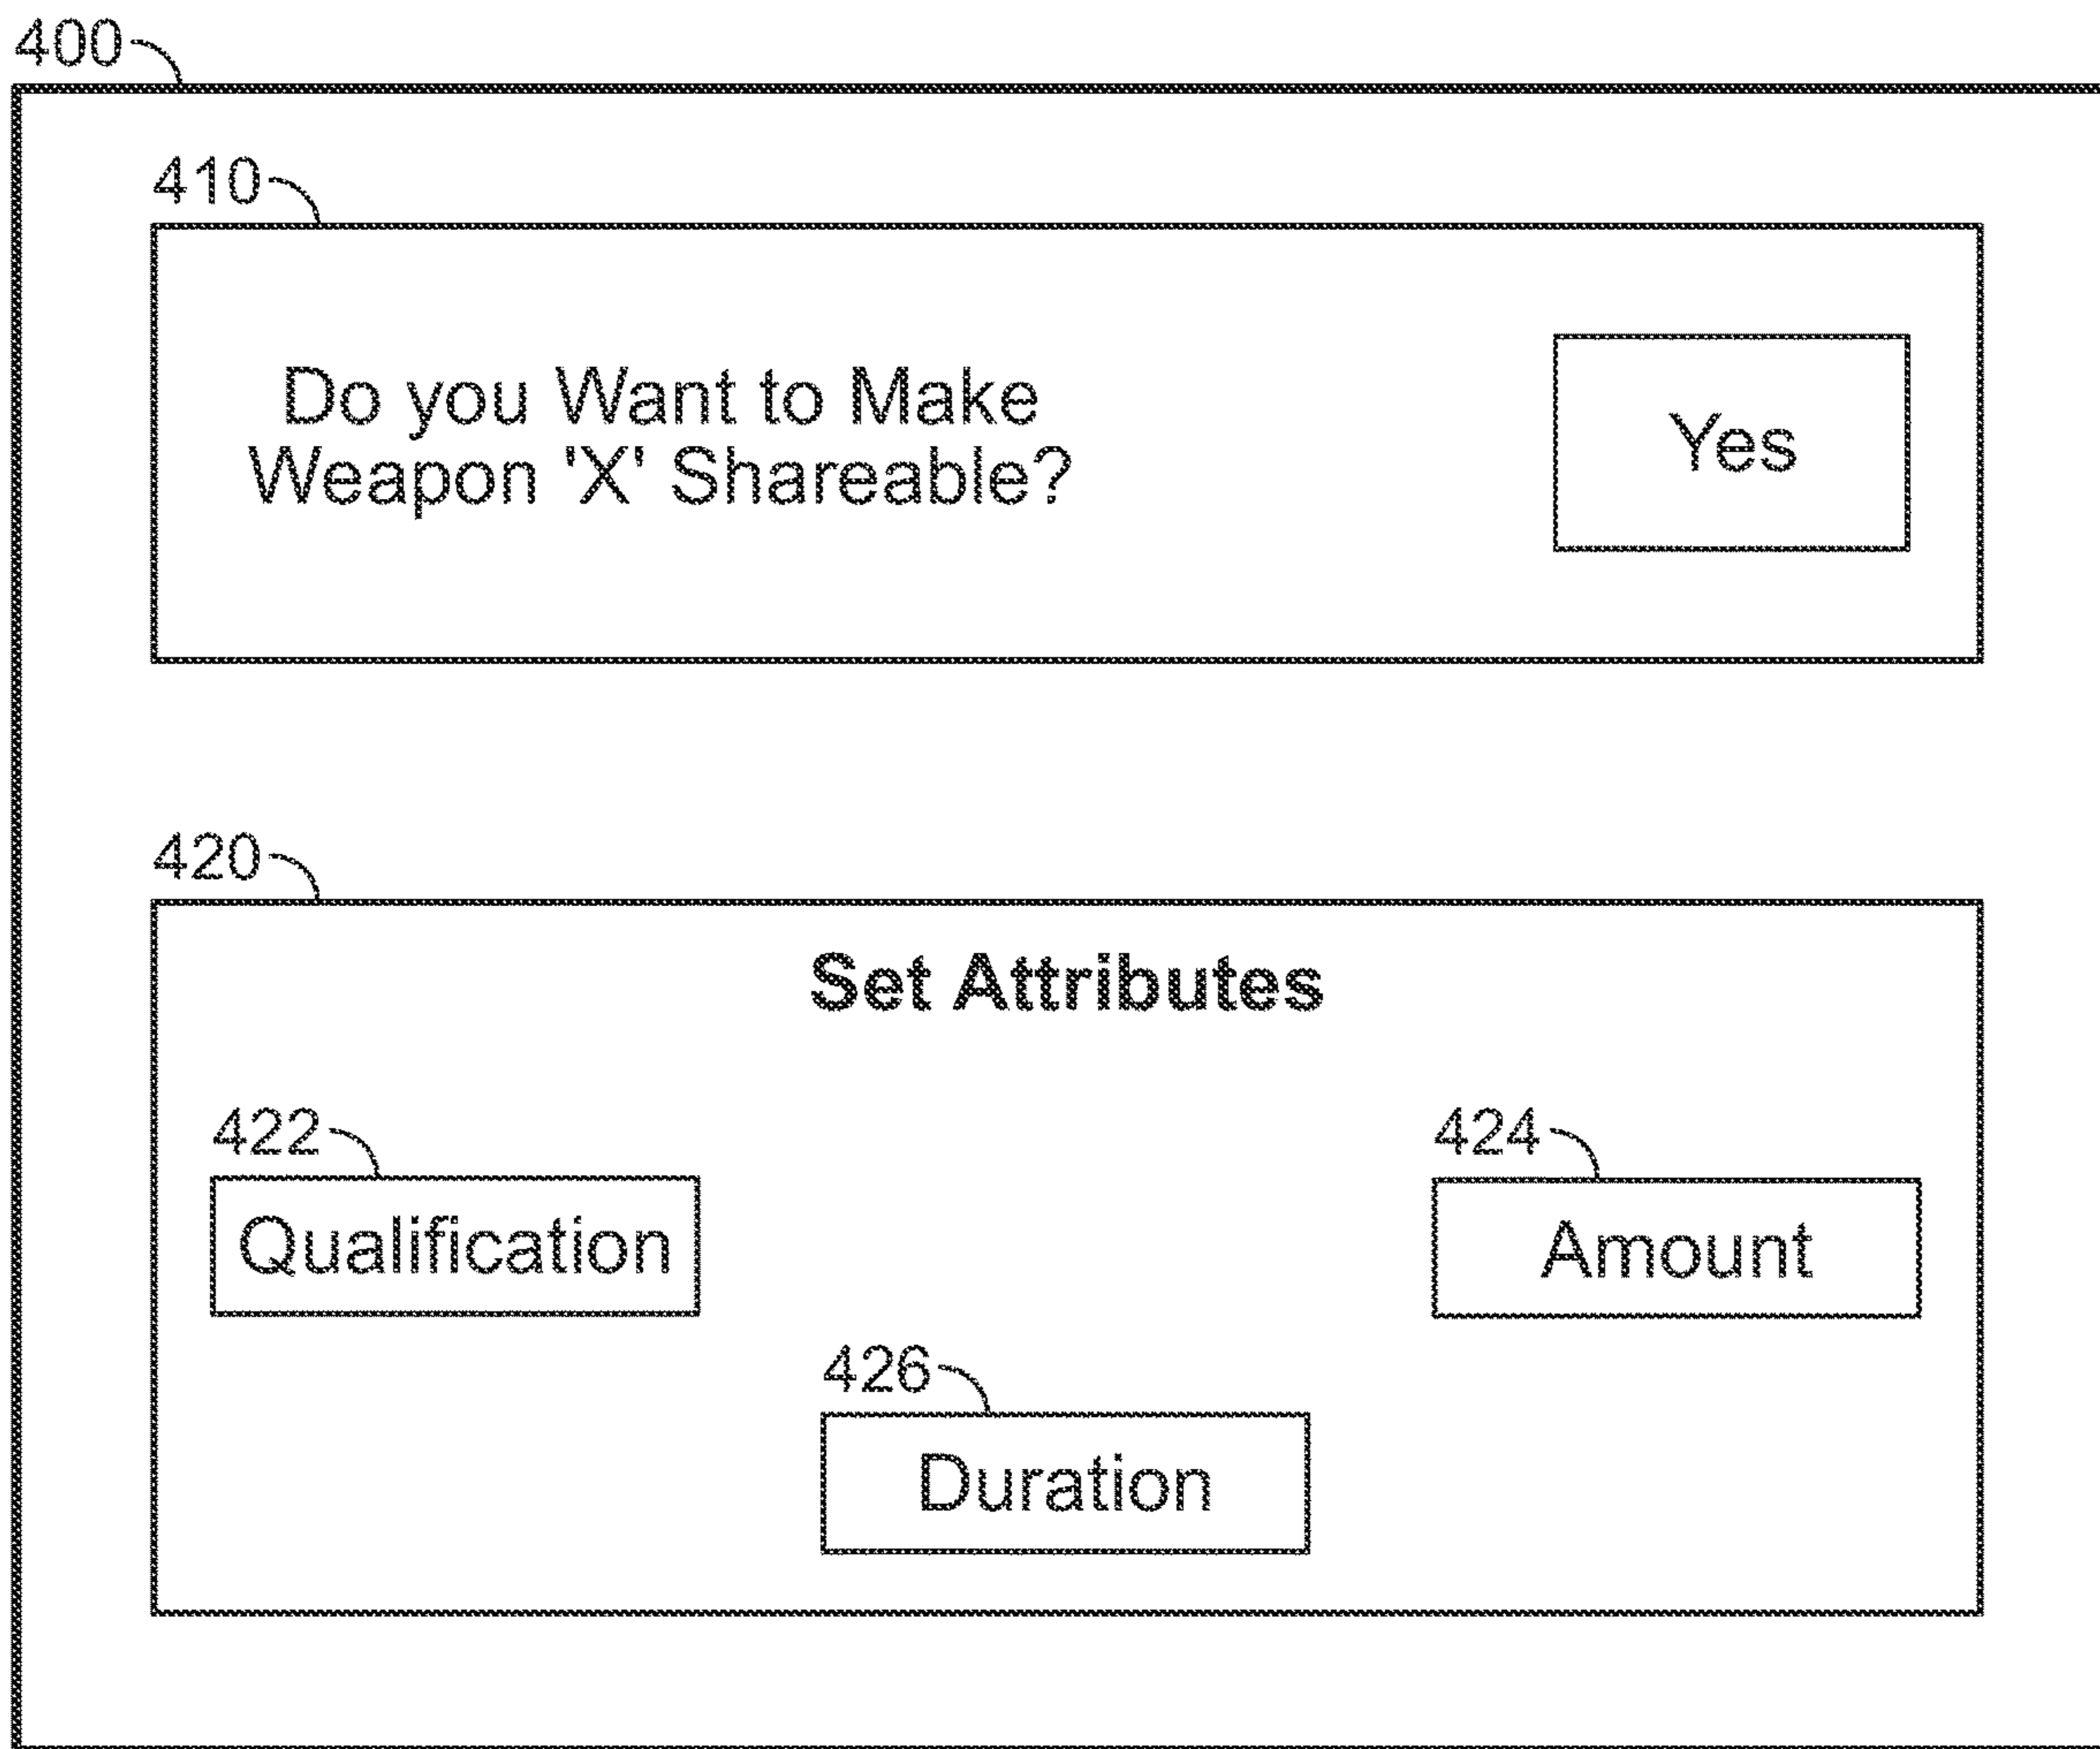 400
410
Do you Want to Make
Weapon 'X' Shareable?
Yes
420
Set Attributes
422
Qualification
424
Amount
426
Duration